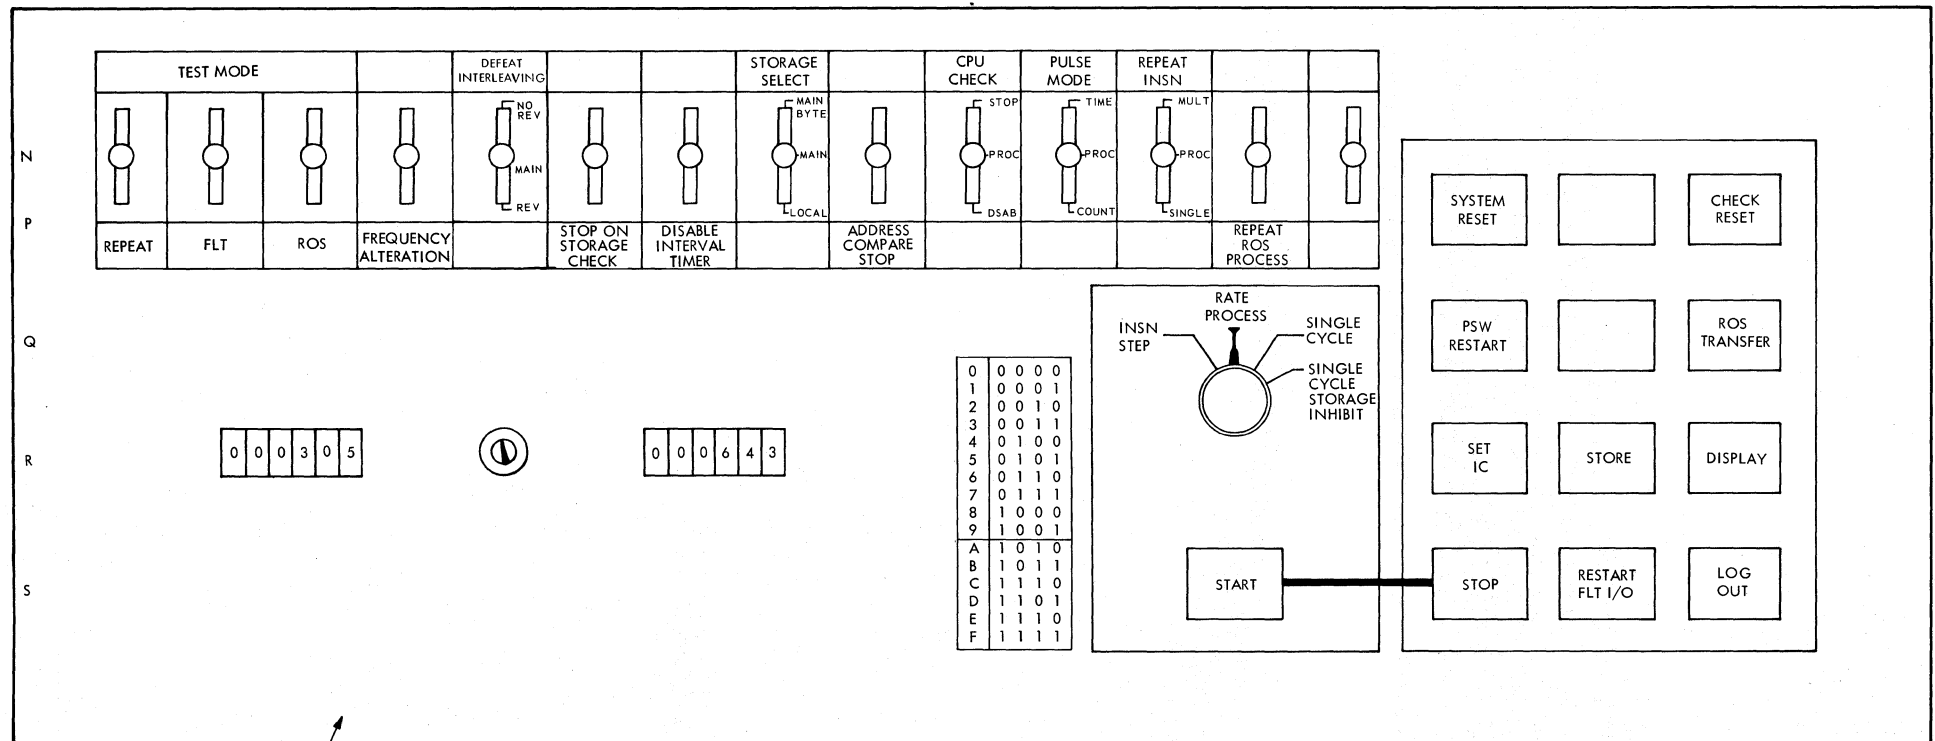 TEST MODE
DEFEAT
INTERLEAVING
STORAGE
SELECT
CPU
CHECK
PULSE
MODE
REPEAT
INSN
NO
REV
MAIN
REV
MAIN
BYTE
MAIN
LOCAL
STOP
PROC
DSAB
TIME
PROC
COUNT
MULT
PROC
SINGLE
REPEAT
FLT
ROS
FREQUENCY
ALTERATION
STOP ON
STORAGE
CHECK
DISABLE
INTERVAL
TIMER
ADDRESS
COMPARE
STOP
REPEAT
ROS
PROCESS
N
P
Q
R
S
0 0 0 3 0 5
0 0 0 6 4 3
0 0 0 0 0
1 0 0 0 1
2 0 0 1 0
3 0 0 1 1
4 0 1 0 0
5 0 1 0 1
6 0 1 1 0
7 0 1 1 1
8 1 0 0 0
9 1 0 0 1
A 1 0 1 0
B 1 0 1 1
C 1 1 1 0
D 1 1 0 1
E 1 1 1 0
F 1 1 1 1
RATE
PROCESS
INSN
STEP
SINGLE
CYCLE
SINGLE
CYCLE
STORAGE
INHIBIT
START
SYSTEM
RESET
CHECK
RESET
PSW
RESTART
ROS
TRANSFER
SET
IC
STORE
DISPLAY
STOP
RESTART
FLT I/O
LOG
OUT